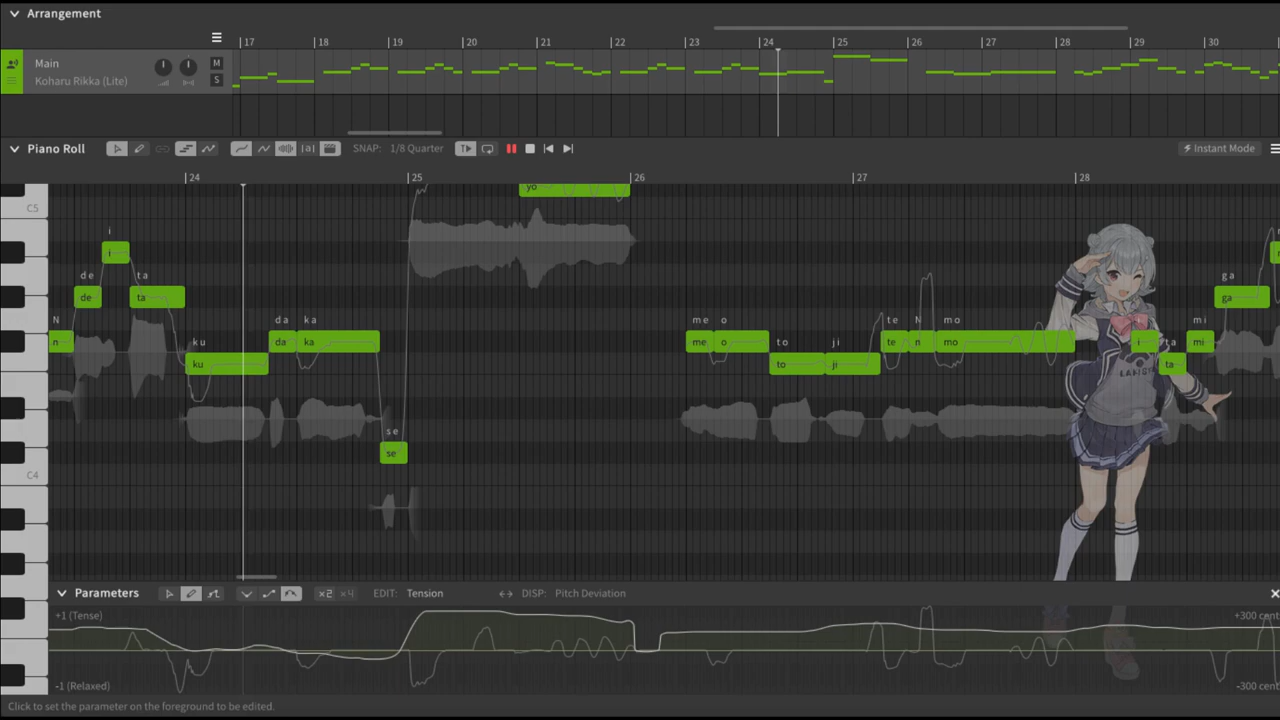 Arrangement
17 18 19 20 21 22 23 24 25 26 27 28 29 30
Main M
Koharu Rikka (Lite) S
Piano Roll SNAP: 1/8 Quarter Instant Mode
24 25 26 27 28
C5 yo
i
i
de ta ga
de ta ga
N ku da ka me o to ji te N mo i ta mi
n da ka me o te n mo i mi
ku to ji ta
se
se
C4
LAKIGY
Parameters x2 x4 EDIT: Tension DISP: Pitch Deviation
+1 (Tense) +300 cent
-1 (Relaxed) -300 cent
Click to set the parameter on the foreground to be edited.